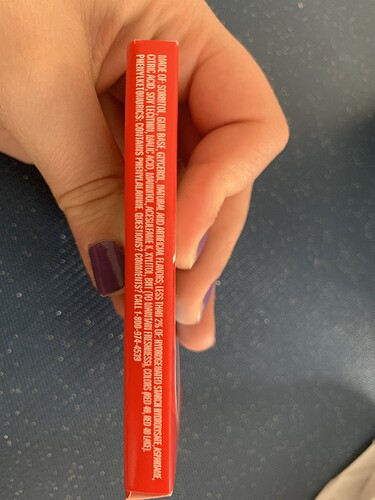 MADE OF: SORBITOL, GUM BASE, GLYCEROL, NATURAL AND ARTIFICIAL FLAVORS; LESS THAN 2% OF: HYDROGENATED STARCH HYDROLYSATE, ASPARTAME,
CITRIC ACID, SOY LECITHIN, MALIC ACID, MANNITOL, ACESULFAME K, XYLITOL, BHT (TO MAINTAIN FRESHNESS), COLORS (RED 40, RED 40 LAKE).
PHENYLKETONURICS: CONTAINS PHENYLALANINE. QUESTIONS? COMMENTS? CALL 1-800-974-4539